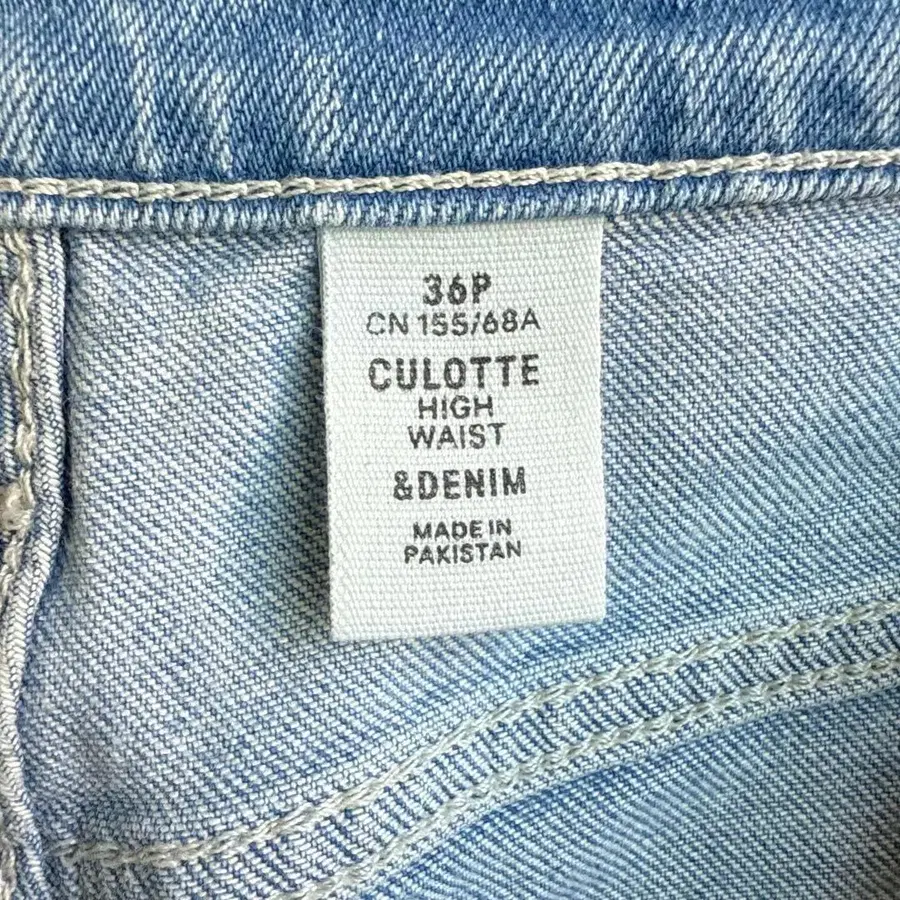 36P
CN 155/68A
CULOTTE
HIGH
WAIST
&DENIM
MADE IN
PAKISTAN